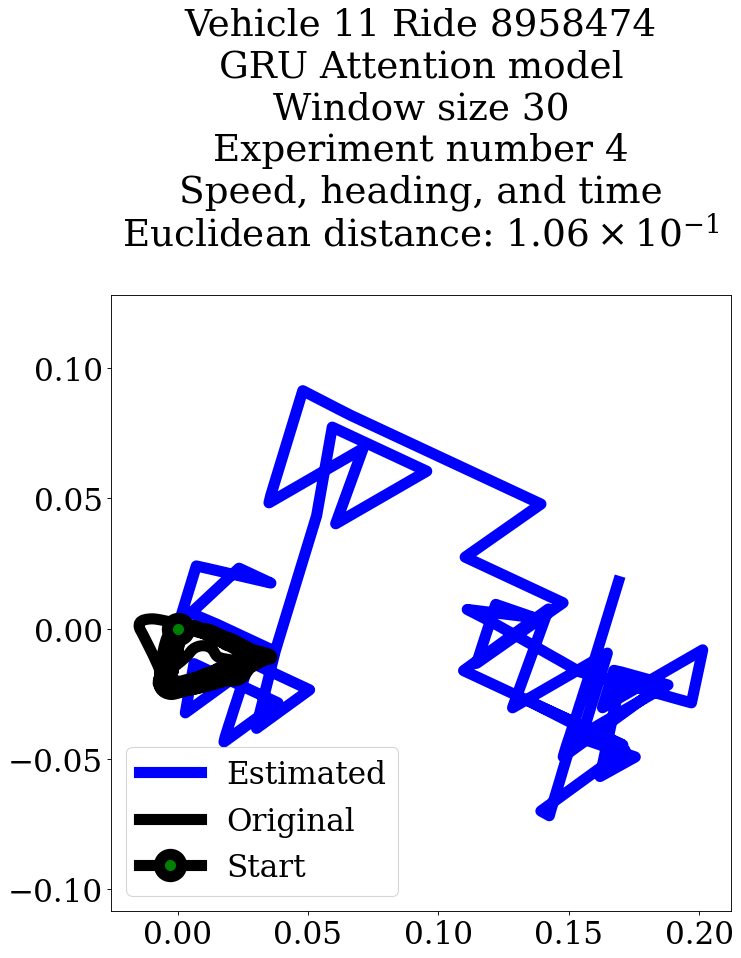 Vehicle 11 Ride 8958474
GRU Attention model
Window size 30
Experiment number 4
Speed, heading, and time
Euclidean distance: 1.06 × 10⁻¹
0.10
0.05
0.00
−0.05
−0.10
Estimated
Original
Start
0.00 0.05 0.10 0.15 0.20